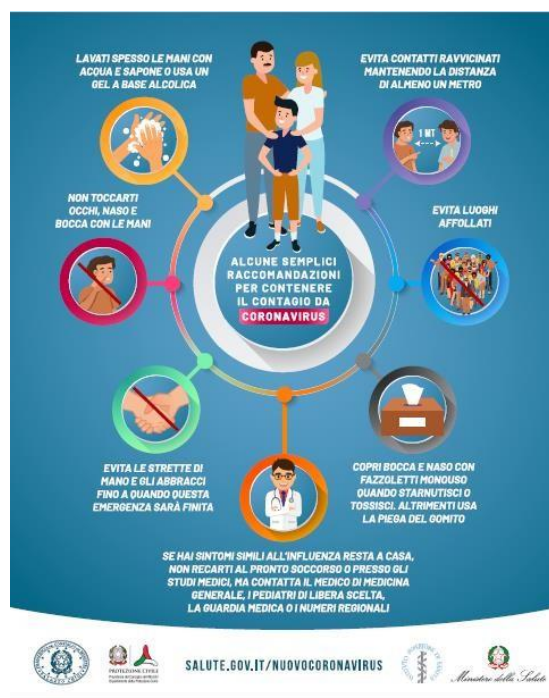 LAVATI SPESSO LE MANI CON
ACQUA E SAPONE O USA UN
GEL A BASE ALCOLICA
EVITA CONTATTI RAVVICINATI
MANTENENDO LA DISTANZA
DI ALMENO UN METRO
1 MT
NON TOCCARTI
OCCHI, NASO E
BOCCA CON LE MANI
EVITA LUOGHI
AFFOLLATI
ALCUNE SEMPLICI
RACCOMANDAZIONI
PER CONTENERE
IL CONTAGIO DA
CORONAVIRUS
EVITA LE STRETTE DI
MANO E GLI ABBRACCI
FINO A QUANDO QUESTA
EMERGENZA SARÀ FINITA
COPRI BOCCA E NASO CON
FAZZOLETTI MONOUSO
QUANDO STARNUTISCI O
TOSSISCI. ALTRIMENTI USA
LA PIEGA DEL GOMITO
SE HAI SINTOMI SIMILI ALL'INFLUENZA RESTA A CASA,
NON RECARTI AL PRONTO SOCCORSO O PRESSO GLI
STUDI MEDICI, MA CONTATTA IL MEDICO DI MEDICINA
GENERALE, I PEDIATRI DI LIBERA SCELTA,
LA GUARDIA MEDICA O I NUMERI REGIONALI
PROTEZIONE CIVILE
SALUTE.GOV.IT/NUOVOCORONAVIRUS
Ministero della Salute